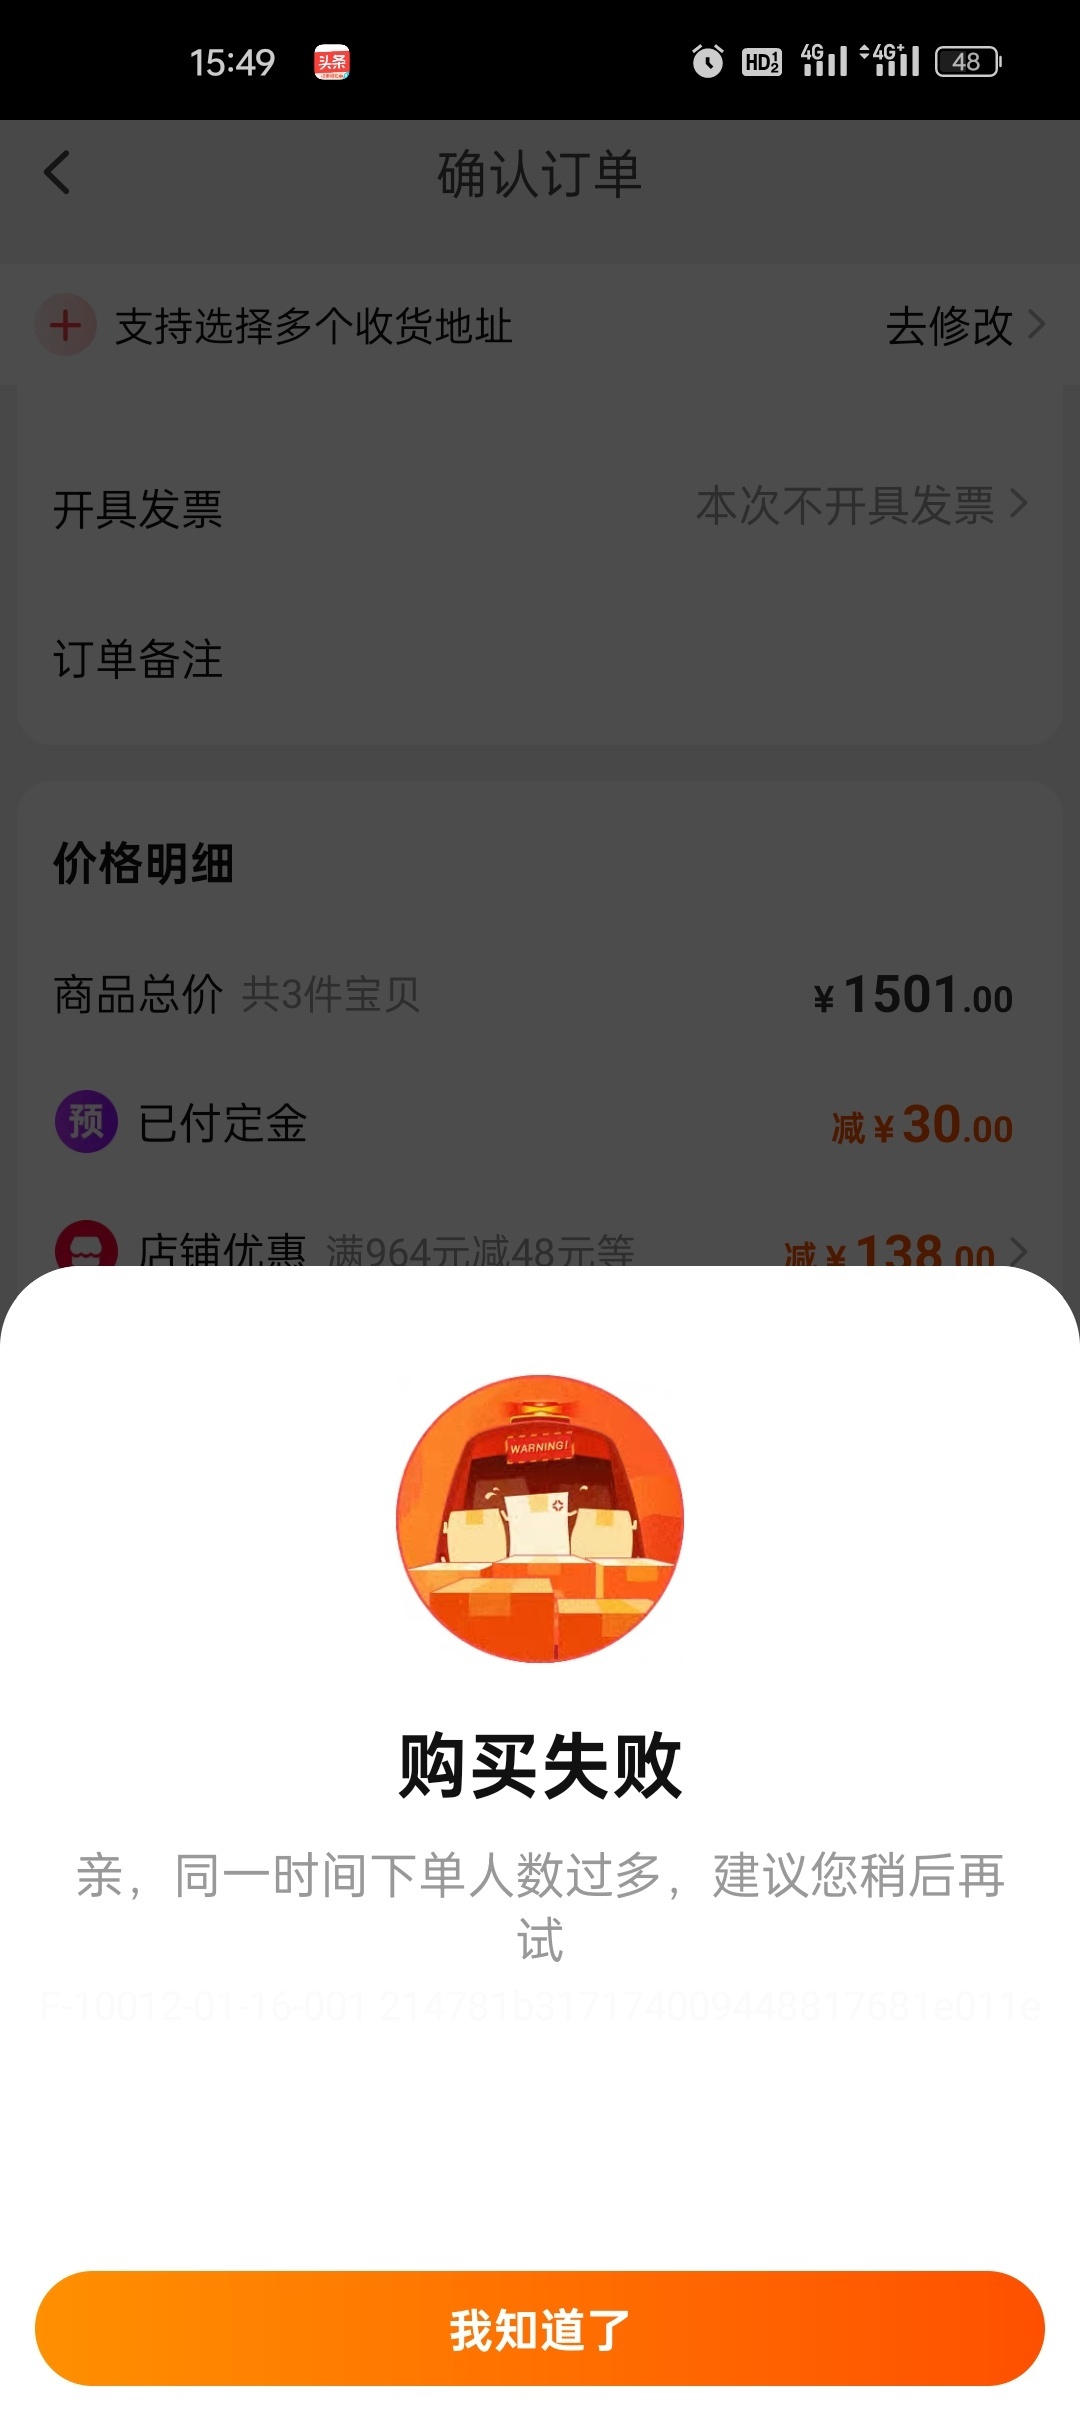 15:49 头条 HD 1 2 4G 4G+ 48
确认订单
支持选择多个收货地址 去修改
开具发票 本次不开具发票
订单备注
价格明细
商品总价 共3件宝贝 ¥1501.00
预 已付定金 减¥30.00
店铺优惠 满964元减48元等 减¥138.00
WARNING!
购买失败
亲，同一时间下单人数过多，建议您稍后再
试
F-10012-01-16-001 214781b317174009448817681e011e
我知道了